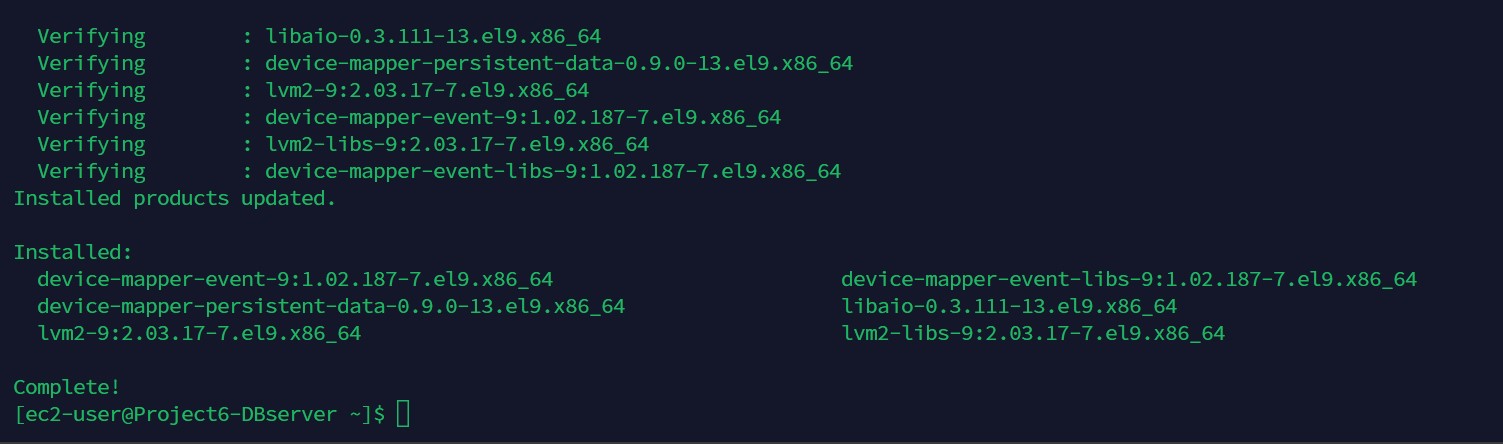 Verifying        : libaio-0.3.111-13.el9.x86_64
Verifying        : device-mapper-persistent-data-0.9.0-13.el9.x86_64
Verifying        : lvm2-9:2.03.17-7.el9.x86_64
Verifying        : device-mapper-event-9:1.02.187-7.el9.x86_64
Verifying        : lvm2-libs-9:2.03.17-7.el9.x86_64
Verifying        : device-mapper-event-libs-9:1.02.187-7.el9.x86_64
Installed products updated.
Installed:
device-mapper-event-9:1.02.187-7.el9.x86_64 device-mapper-event-libs-9:1.02.187-7.el9.x86_64
device-mapper-persistent-data-0.9.0-13.el9.x86_64 libaio-0.3.111-13.el9.x86_64
lvm2-9:2.03.17-7.el9.x86_64 lvm2-libs-9:2.03.17-7.el9.x86_64
Complete!
[ec2-user@Project6-DBserver ~]$